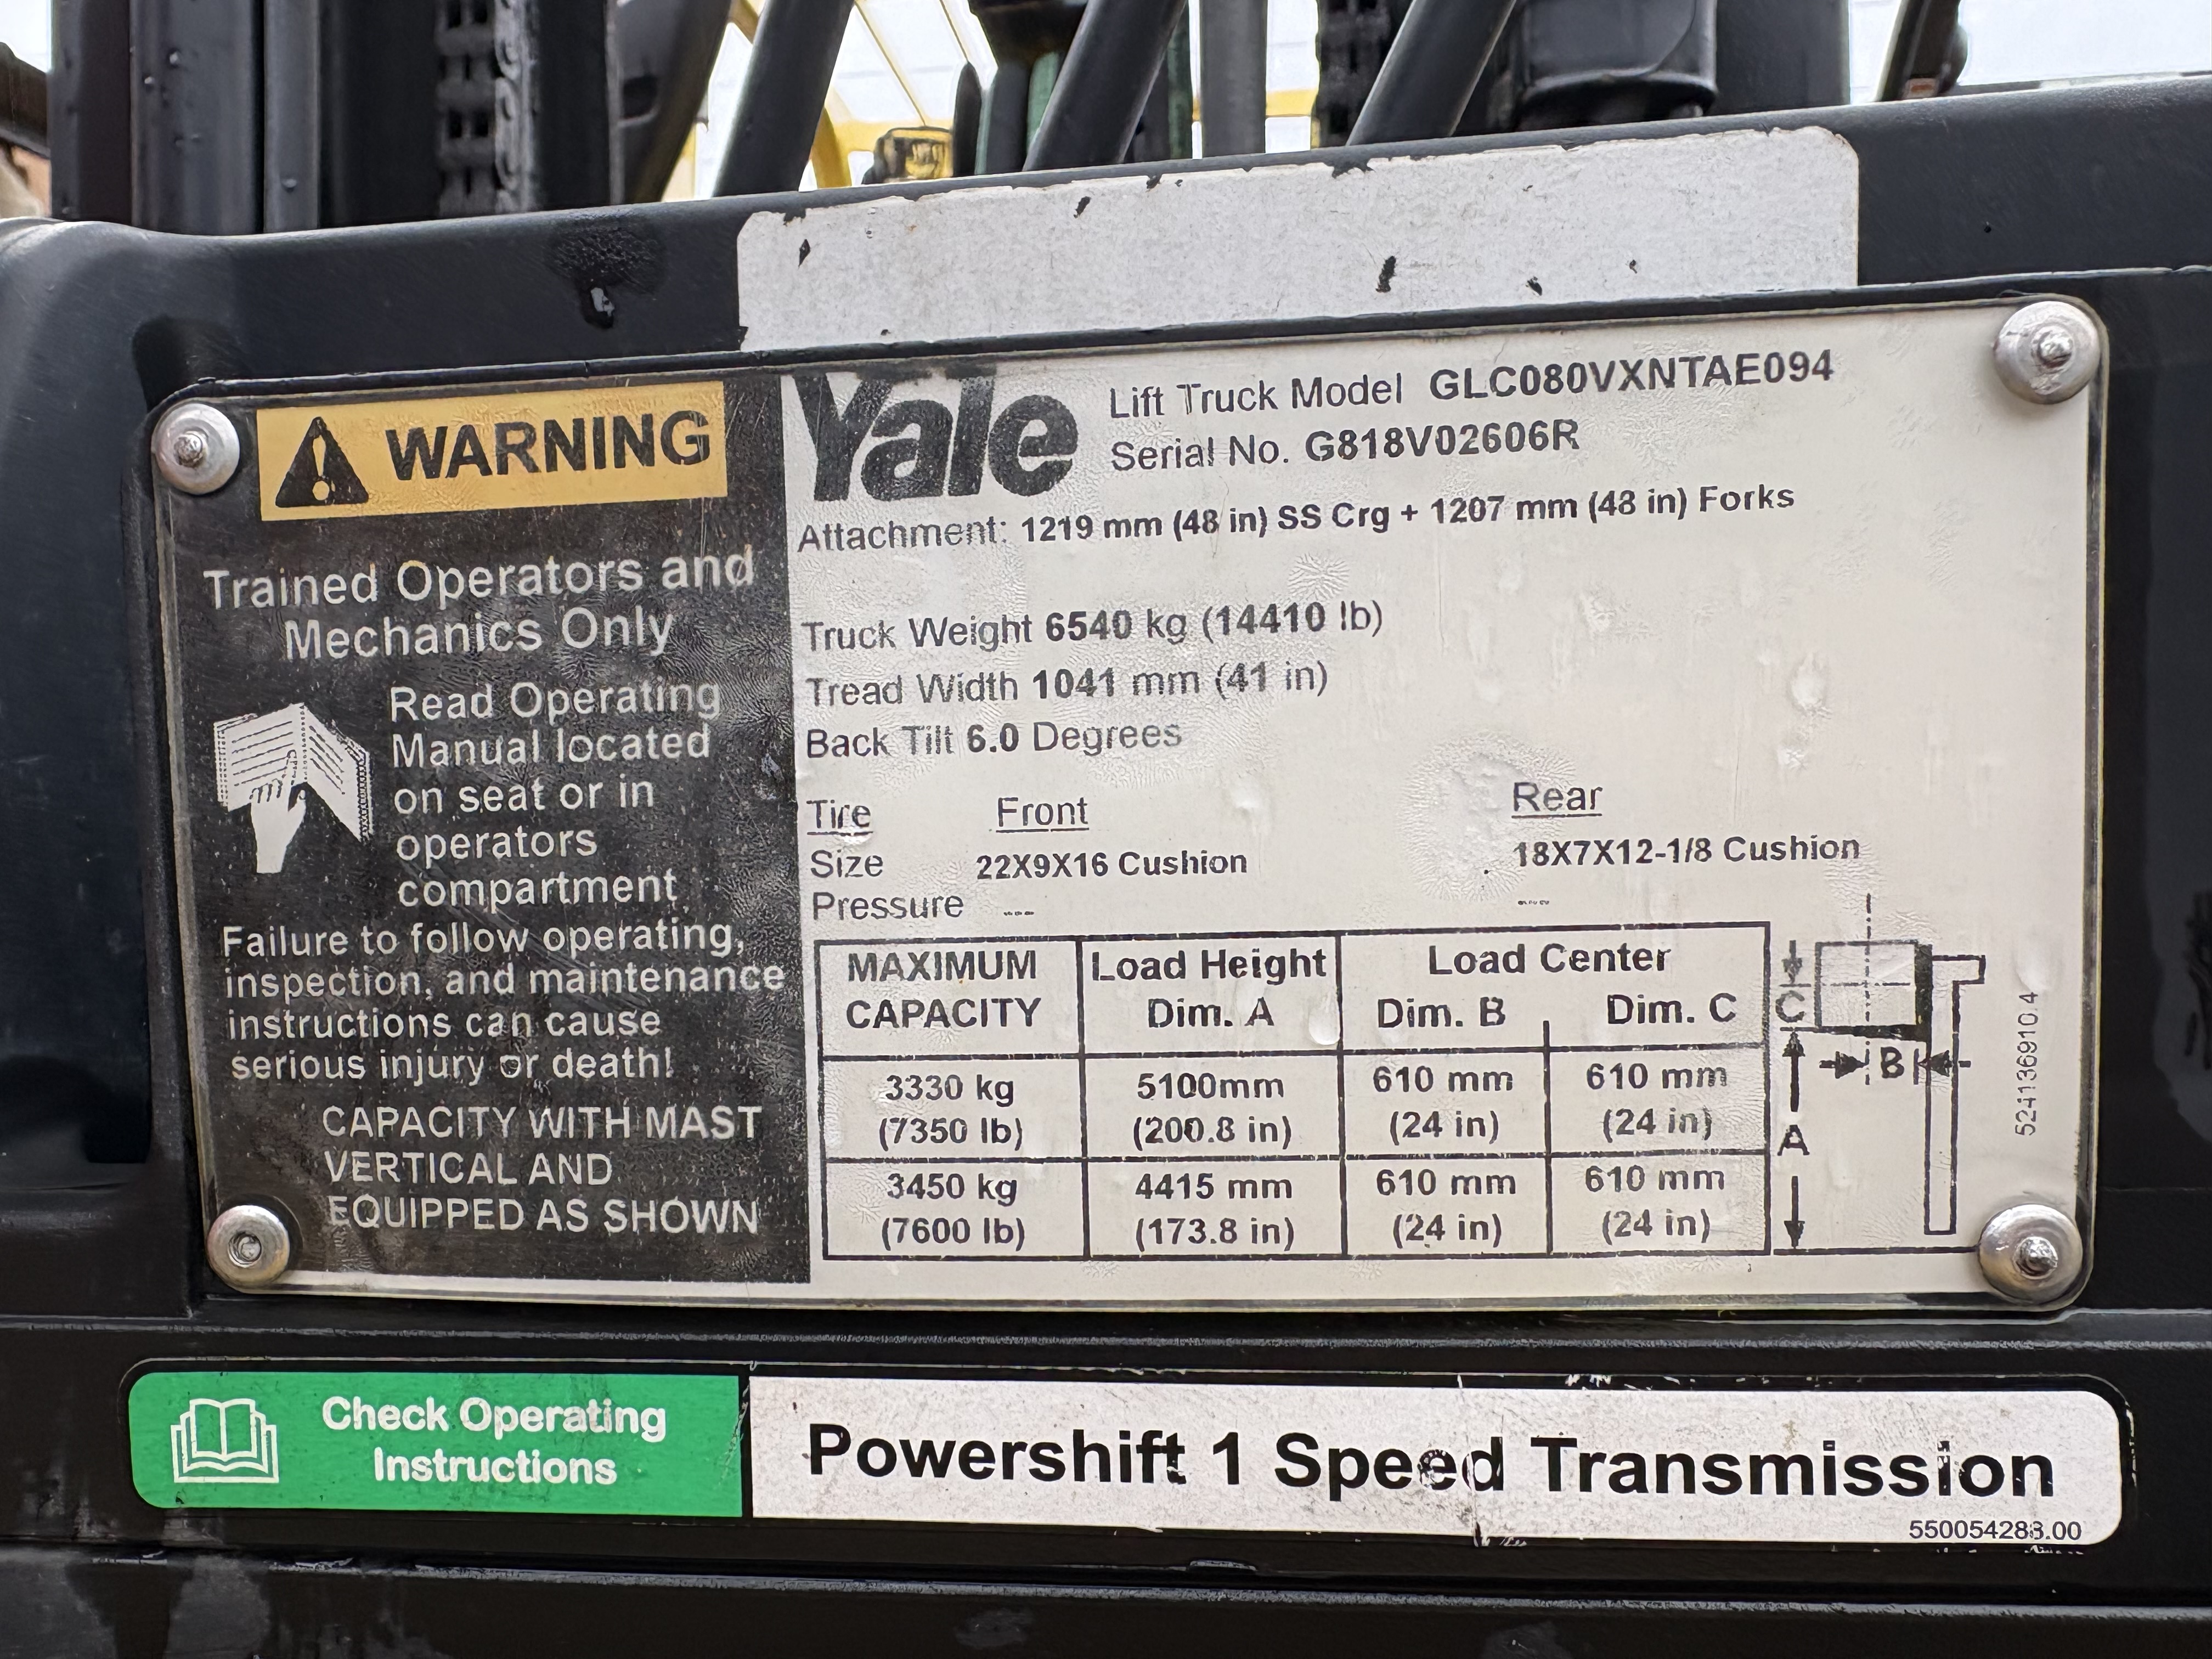 WARNING
Trained Operators and
Mechanics Only
Read Operating
Manual located
on seat or in
operators
compartment
Failure to follow operating,
inspection, and maintenance
instructions can cause
serious injury or death!
CAPACITY WITH MAST
VERTICAL AND
EQUIPPED AS SHOWN
Yale
Lift Truck Model GLC080VXNTAE094
Serial No. G818V02606R
Attachment: 1219 mm (48 in) SS Crg + 1207 mm (48 in) Forks
Truck Weight 6540 kg (14410 lb)
Tread Width 1041 mm (41 in)
Back Tilt 6.0 Degrees
Tire Front Rear
Size 22X9X16 Cushion 18X7X12-1/8 Cushion
Pressure --- ----
MAXIMUM CAPACITY Load Height Dim. A Load Center Dim. B Dim. C
3330 kg 5100mm 610 mm 610 mm
(7350 lb) (200.8 in) (24 in) (24 in)
3450 kg 4415 mm 610 mm 610 mm
(7600 lb) (173.8 in) (24 in) (24 in)
C
B
A
524136910 4
Check Operating
Instructions
Powershift 1 Speed Transmission
550054283.00